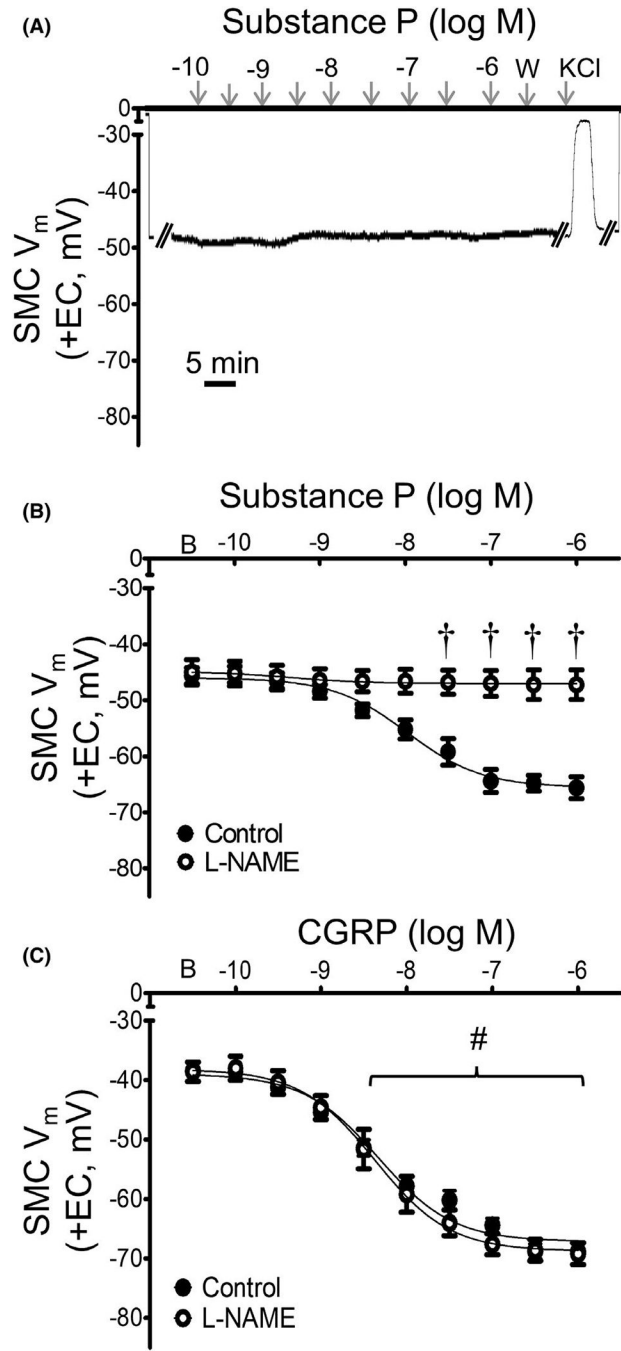 (A)
Substance P (log M)
-10 -9 -8 -7 -6 W KCl
0
-30
-40
-50
-60
-70
-80
SMC Vm
(+EC, mV)
5 min
(B)
Substance P (log M)
B -10 -9 -8 -7 -6
0
-30
-40
-50
-60
-70
-80
SMC Vm
(+EC, mV)
† † † †
Control
L-NAME
(C)
CGRP (log M)
B -10 -9 -8 -7 -6
0
-30
-40
-50
-60
-70
-80
SMC Vm
(+EC, mV)
#
Control
L-NAME